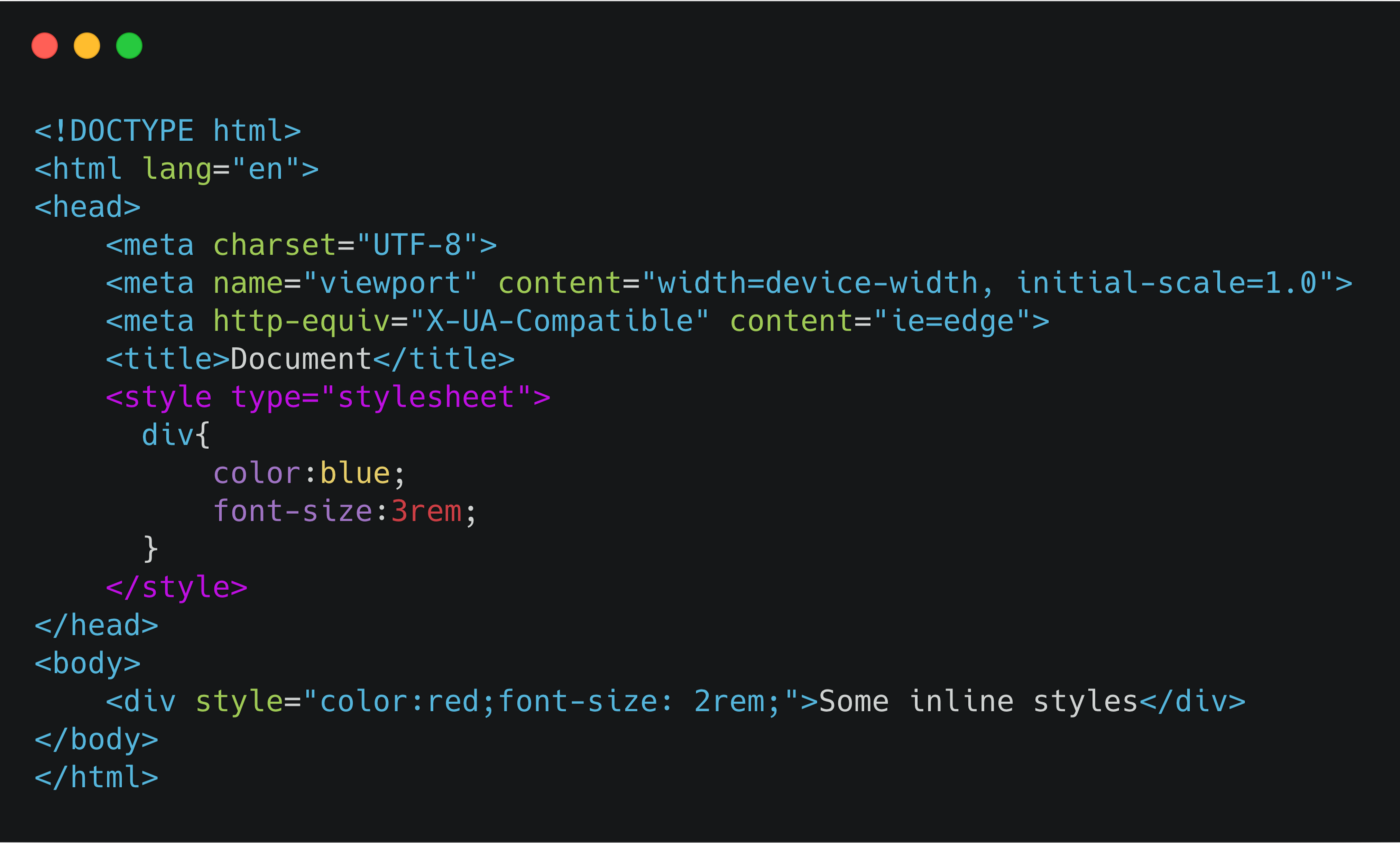 <!DOCTYPE html>
<html lang="en">
<head>
    <meta charset="UTF-8">
    <meta name="viewport" content="width=device-width, initial-scale=1.0">
    <meta http-equiv="X-UA-Compatible" content="ie=edge">
    <title>Document</title>
    <style type="stylesheet">
      div{
          color:blue;
          font-size:3rem;
      }
    </style>
</head>
<body>
    <div style="color:red;font-size: 2rem;">Some inline styles</div>
</body>
</html>